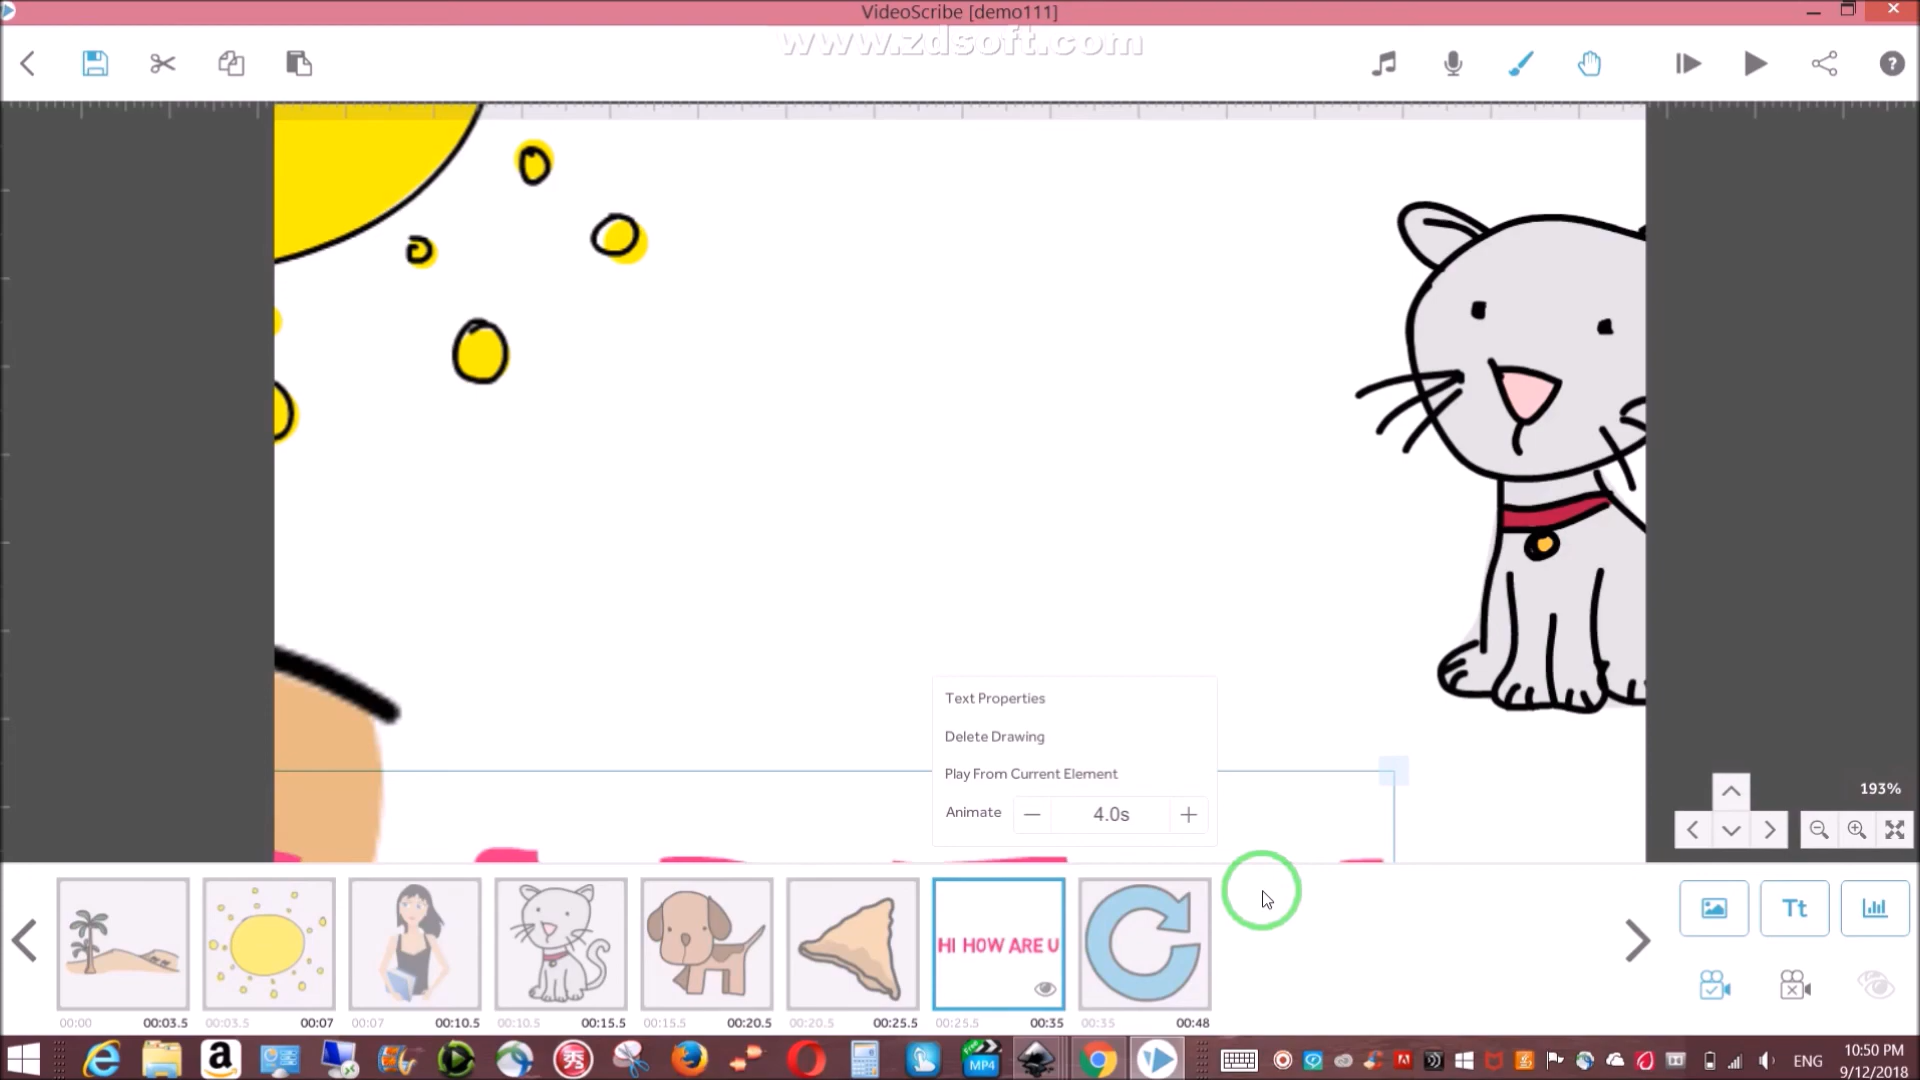 VideoScribe [demo111]
www.zdsoft.com
Text Properties
Delete Drawing
Play From Current Element
Animate 4.0s
193%
HI HOW ARE U
Tt
00:00 00:03.5 00:03.5 00:07 00:07 00:10.5 00:10.5 00:15.5 00:15.5 00:20.5 00:20.5 00:25.5 00:25.5 00:35 00:35 00:48
Free
MP4
ENG
10:50 PM
9/12/2018